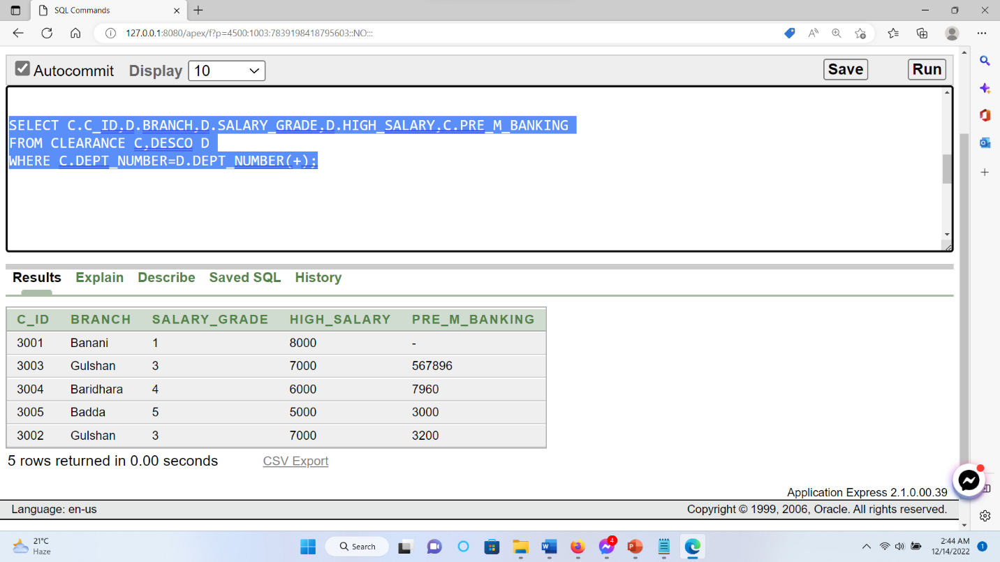 SQL Commands
127.0.0.1:8080/apex/f?p=4500:1003:7839198418795603::NO:::
Autocommit Display 10 Save Run
SELECT C.C_ID,D.BRANCH,D.SALARY_GRADE,D.HIGH_SALARY,C.PRE_M_BANKING
FROM CLEARANCE C,DESCO D
WHERE C.DEPT_NUMBER=D.DEPT_NUMBER(+);
Results Explain Describe Saved SQL History
C_ID BRANCH SALARY_GRADE HIGH_SALARY PRE_M_BANKING
3001 Banani 1 8000 -
3003 Gulshan 3 7000 567896
3004 Baridhara 4 6000 7960
3005 Badda 5 5000 3000
3002 Gulshan 3 7000 3200
5 rows returned in 0.00 seconds CSV Export
Application Express 2.1.0.00.39
Language: en-us Copyright © 1999, 2006, Oracle. All rights reserved.
21°C
Haze
Search
4
2:44 AM
12/14/2022
1